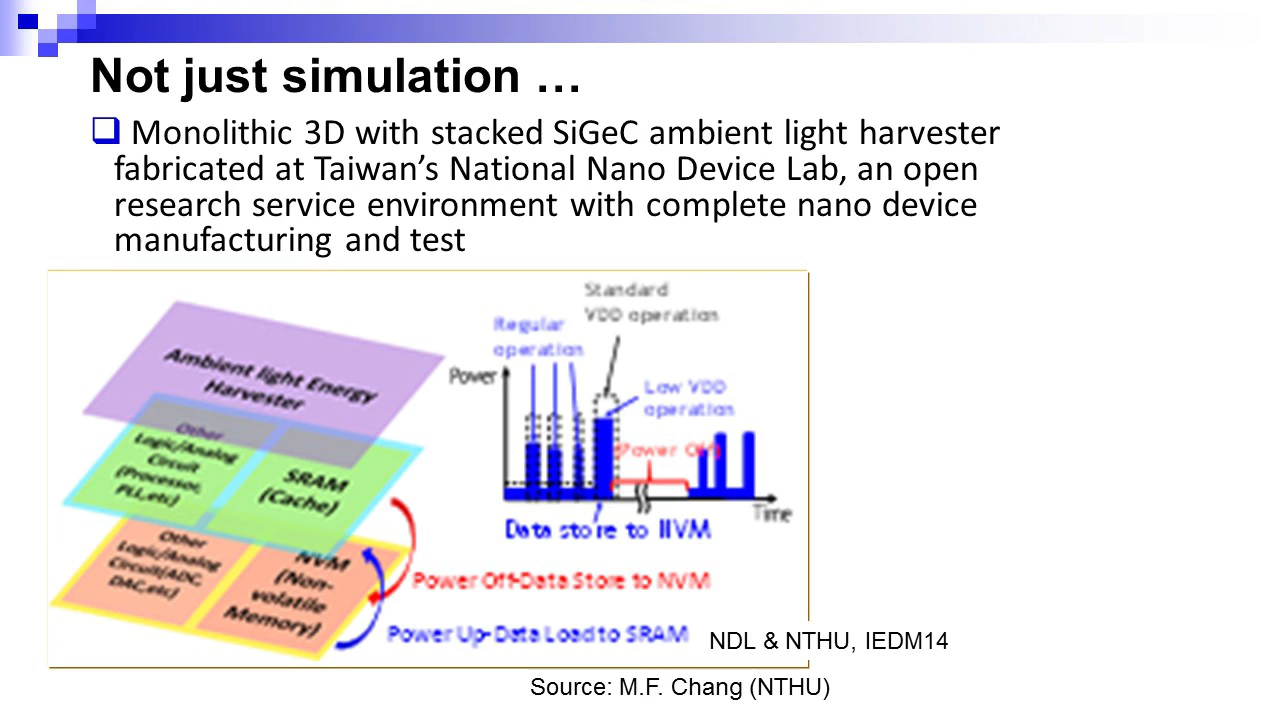 Not just simulation …
Monolithic 3D with stacked SiGeC ambient light harvester
fabricated at Taiwan’s National Nano Device Lab, an open
research service environment with complete nano device
manufacturing and test
Ambient light Energy
Harvester
Other
Logic/Analog
Circuit
(Processor,
PLL,etc)
SRAM
(Cache)
Other
Logic/Analog
Circuit(ADC,
DAC,etc)
NVM
(Non-
volatile
Memory)
Standard
VDD operation
Regular
operation
Power
Low VDD
operation
(Power Off)
Time
Data store to NVM
Power Off-Data Store to NVM
Power Up-Data Load to SRAM
NDL & NTHU, IEDM14
Source: M.F. Chang (NTHU)